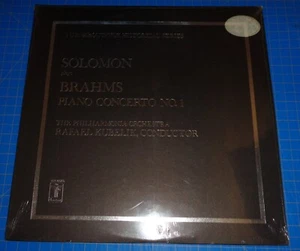 SOLOMON
BRAHMS
PIANO CONCERTO NO. 1
THE PHILHARMONIA ORCHESTRA
RAFAEL KUBELIK, CONDUCTOR